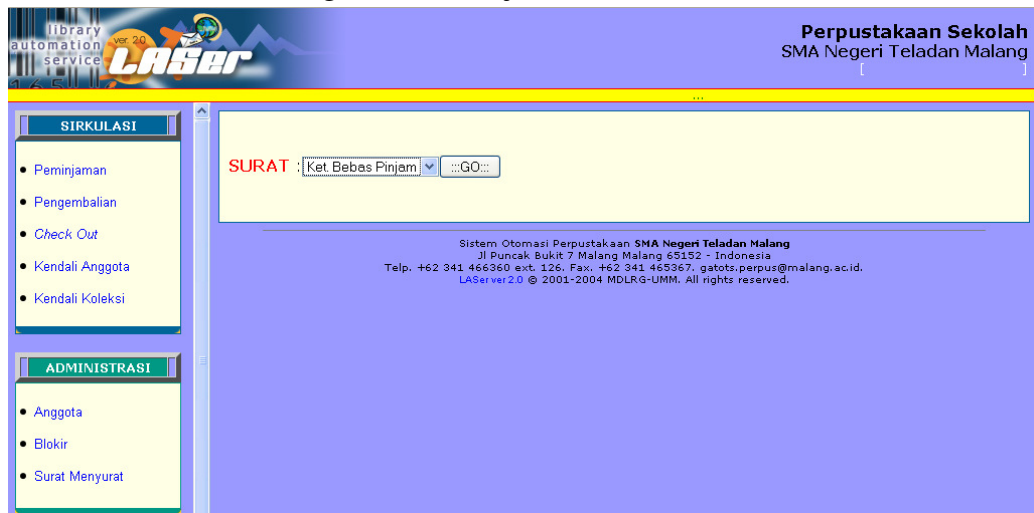 library
automation
service
ver 2.0
LASer
Perpustakaan Sekolah
SMA Negeri Teladan Malang
[ ]
...
SIRKULASI
Peminjaman
Pengembalian
Check Out
Kendali Anggota
Kendali Koleksi
ADMINISTRASI
Anggota
Blokir
Surat Menyurat
SURAT : Ket. Bebas Pinjam :::GO:::
Sistem Otomasi Perpustakaan SMA Negeri Teladan Malang
Jl Puncak Bukit 7 Malang Malang 65152 - Indonesia
Telp. +62 341 466360 ext. 126. Fax. +62 341 465367. gatots.perpus@malang.ac.id.
LASer ver 2.0 © 2001-2004 MDLRG-UMM. All rights reserved.